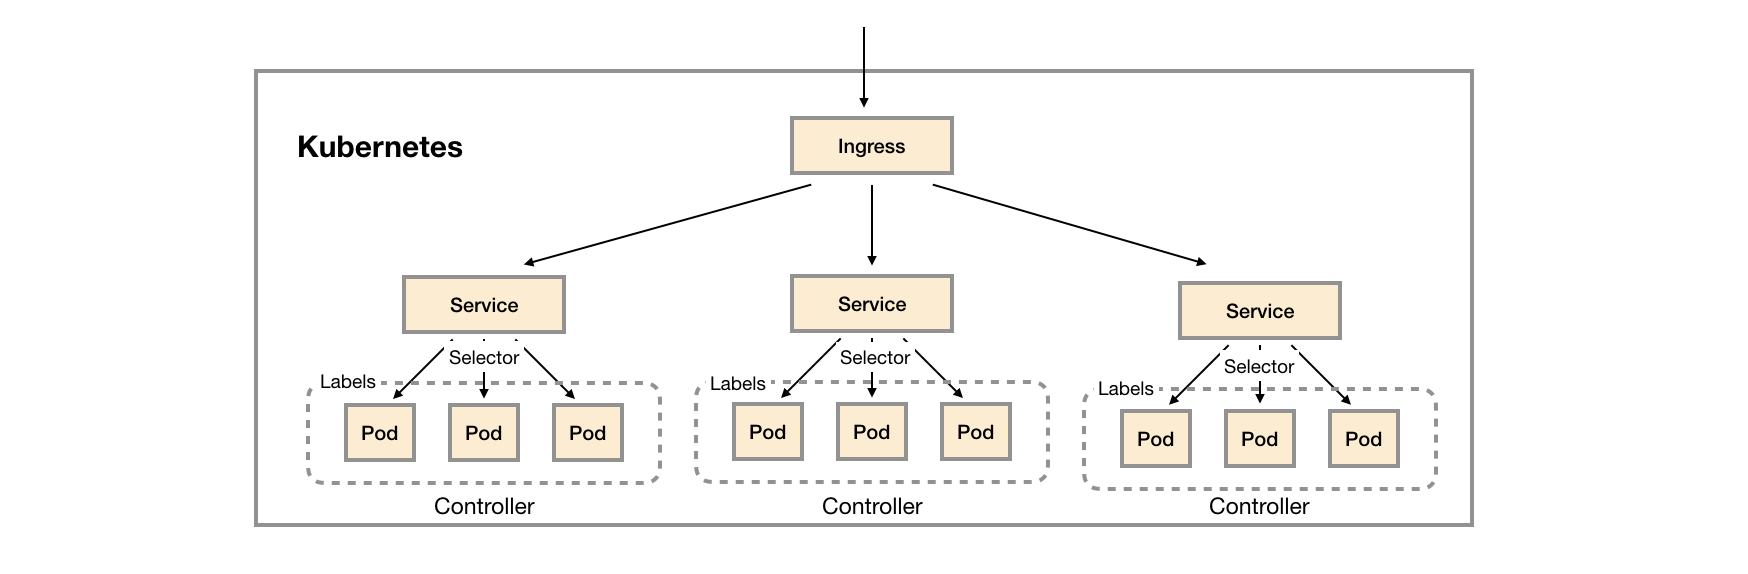 Kubernetes
Ingress
Service
Service
Service
Selector
Selector
Selector
Labels
Labels
Labels
Pod
Pod
Pod
Pod
Pod
Pod
Pod
Pod
Pod
Controller
Controller
Controller